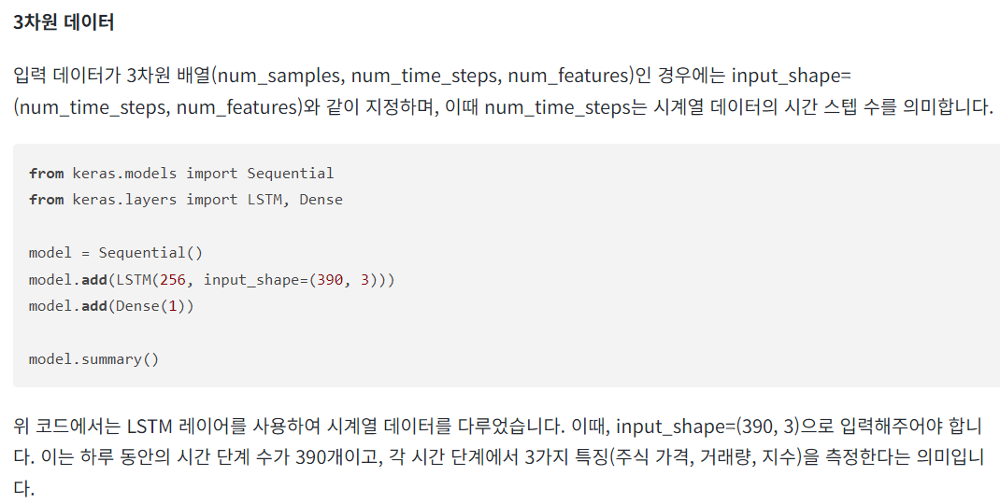 3차원 데이터
입력 데이터가 3차원 배열(num_samples, num_time_steps, num_features)인 경우에는 input_shape=
(num_time_steps, num_features)와 같이 지정하며, 이때 num_time_steps는 시계열 데이터의 시간 스텝 수를 의미합니다.
from keras.models import Sequential
from keras.layers import LSTM, Dense
model = Sequential()
model.add(LSTM(256, input_shape=(390, 3)))
model.add(Dense(1))
model.summary()
위 코드에서는 LSTM 레이어를 사용하여 시계열 데이터를 다루었습니다. 이때, input_shape=(390, 3)으로 입력해주어야 합니
다. 이는 하루 동안의 시간 단계 수가 390개이고, 각 시간 단계에서 3가지 특징(주식 가격, 거래량, 지수)을 측정한다는 의미입니
다.